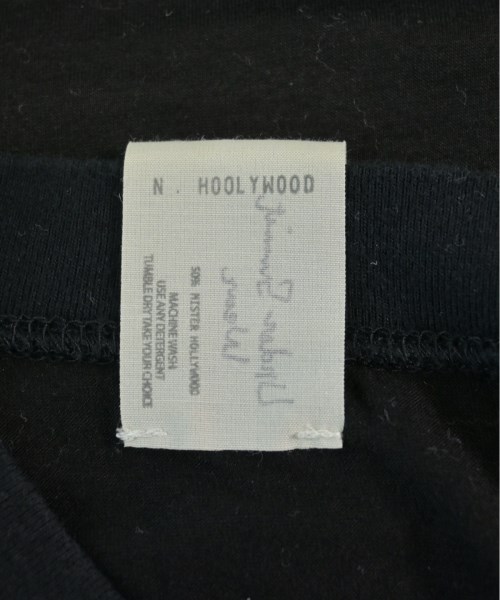 N. HOOLYWOOD
50% MISTER HOLLYWOOD
MACHINE WASH
USE ANY DETERGENT
TUMBLE DRY TAKE YOUR CHOICE